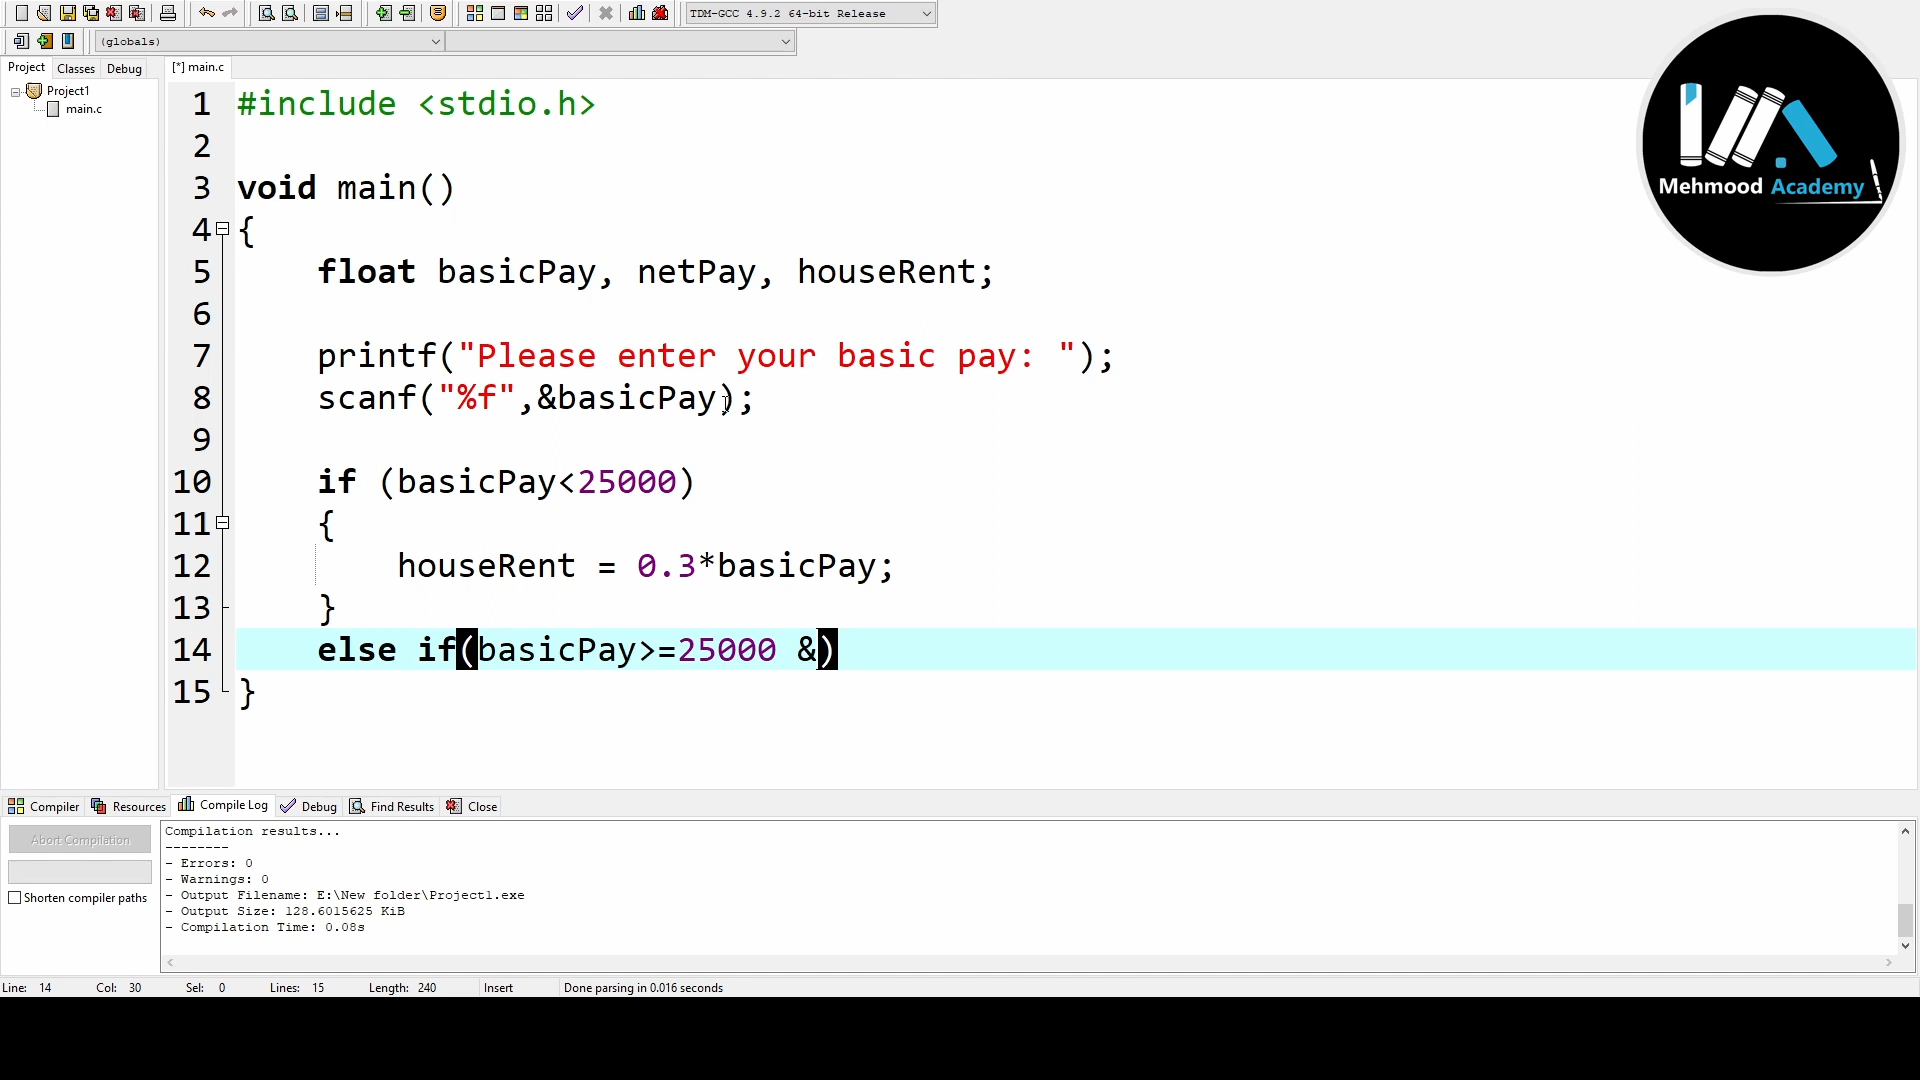 TDM-GCC 4.9.2 64-bit Release
(globals)
Project Classes Debug
[*] main.c
Project1
main.c
Mehmood Academy
1 #include <stdio.h>
2
3 void main()
4 {
5 float basicPay, netPay, houseRent;
6
7 printf("Please enter your basic pay: ");
8 scanf("%f",&basicPay);
9
10 if (basicPay<25000)
11 {
12 houseRent = 0.3*basicPay;
13 }
14 else if(basicPay>=25000 &)
15 }
Compiler Resources Compile Log Debug Find Results Close
Abort Compilation
Shorten compiler paths
Compilation results...
--------
- Errors: 0
- Warnings: 0
- Output Filename: E:\New folder\Project1.exe
- Output Size: 128.6015625 KiB
- Compilation Time: 0.08s
Line: 14 Col: 30 Sel: 0 Lines: 15 Length: 240 Insert Done parsing in 0.016 seconds